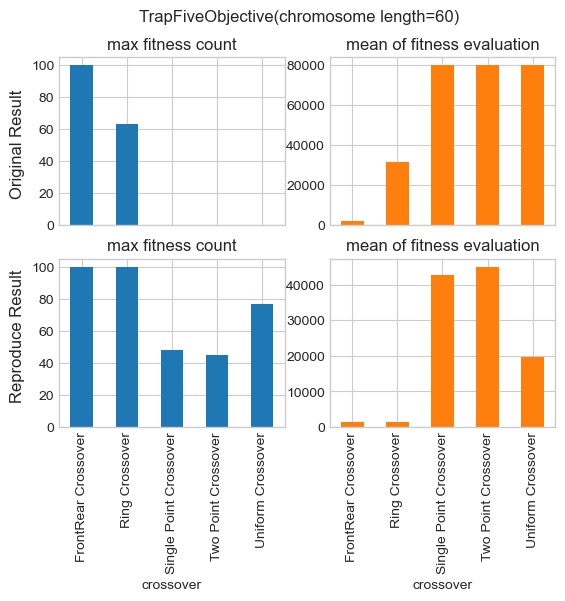 TrapFiveObjective(chromosome length=60)
max fitness count
mean of fitness evaluation
Original Result
100
80
60
40
20
0
80000
60000
40000
20000
0
max fitness count
mean of fitness evaluation
Reproduce Result
100
80
60
40
20
0
40000
30000
20000
10000
0
FrontRear Crossover
Ring Crossover
Single Point Crossover
Two Point Crossover
Uniform Crossover
crossover
FrontRear Crossover
Ring Crossover
Single Point Crossover
Two Point Crossover
Uniform Crossover
crossover